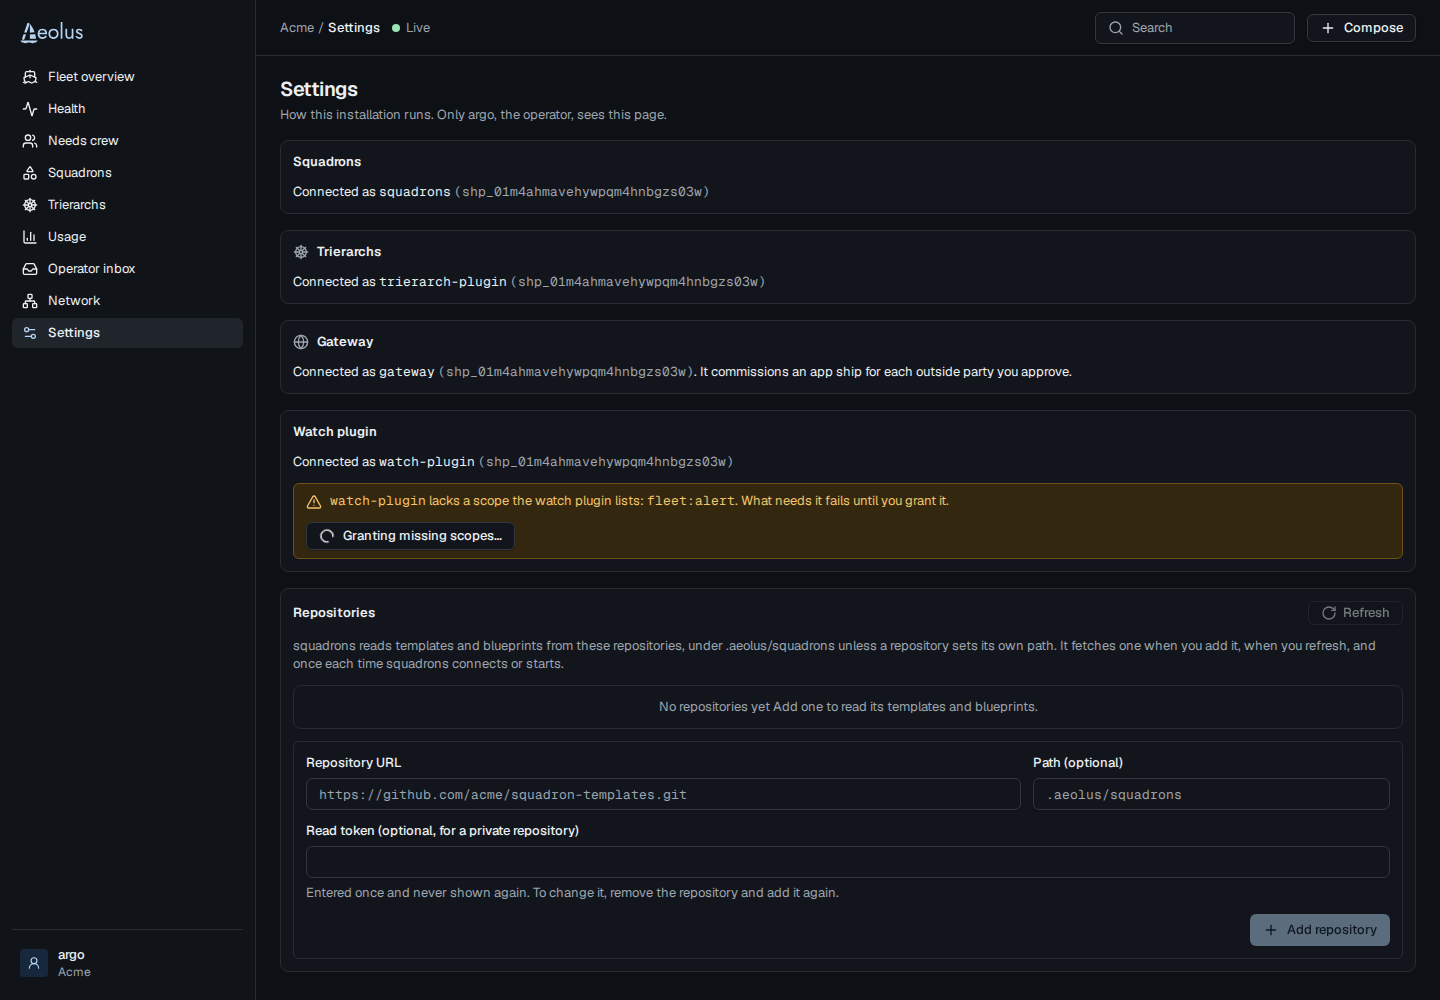 Aeolus
Fleet overview
Health
Needs crew
Squadrons
Trierarchs
Usage
Operator inbox
Network
Settings
argo
Acme
Acme / Settings Live
Search
Compose
Settings
How this installation runs. Only argo, the operator, sees this page.
Squadrons
Connected as squadrons (shp_01m4ahmavehywpqm4hnbgzs03w)
Trierarchs
Connected as trierarch-plugin (shp_01m4ahmavehywpqm4hnbgzs03w)
Gateway
Connected as gateway (shp_01m4ahmavehywpqm4hnbgzs03w). It commissions an app ship for each outside party you approve.
Watch plugin
Connected as watch-plugin (shp_01m4ahmavehywpqm4hnbgzs03w)
watch-plugin lacks a scope the watch plugin lists: fleet:alert. What needs it fails until you grant it.
Granting missing scopes…
Repositories
Refresh
squadrons reads templates and blueprints from these repositories, under .aeolus/squadrons unless a repository sets its own path. It fetches one when you add it, when you refresh, and
once each time squadrons connects or starts.
No repositories yet Add one to read its templates and blueprints.
Repository URL
Path (optional)
https://github.com/acme/squadron-templates.git
.aeolus/squadrons
Read token (optional, for a private repository)
Entered once and never shown again. To change it, remove the repository and add it again.
Add repository